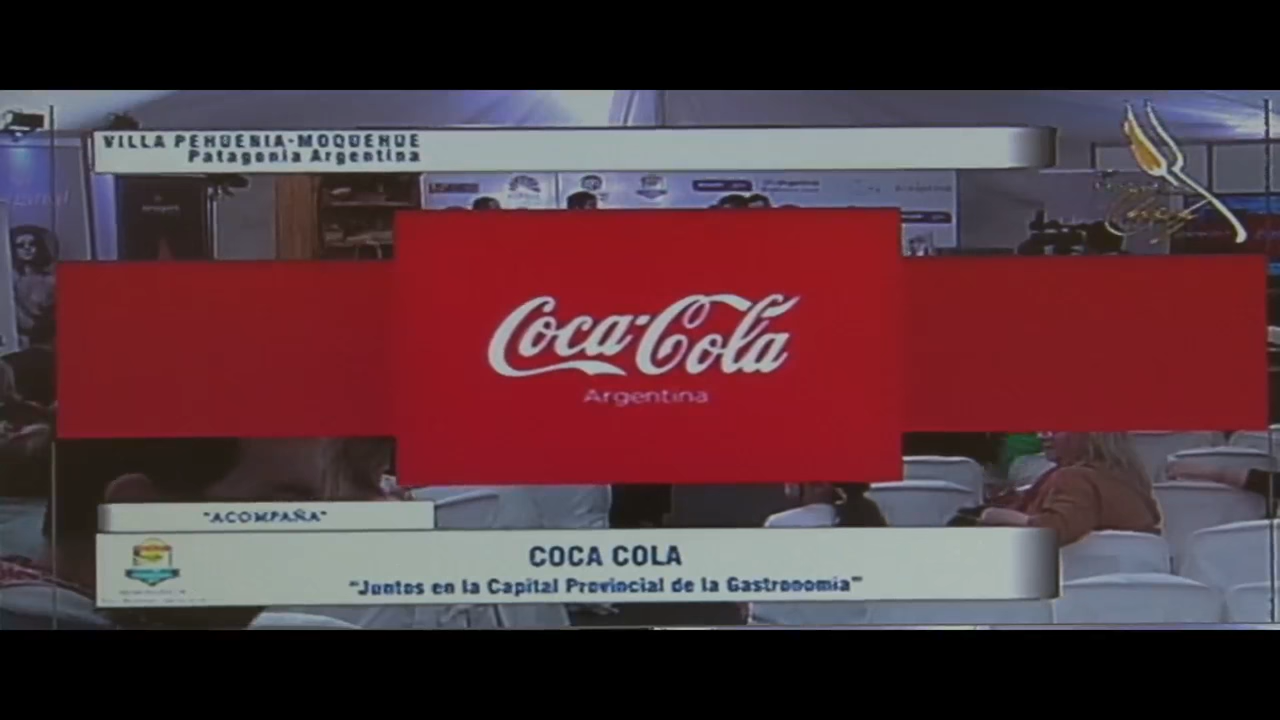 VILLA PEHUENIA-MOQUEHUE
Patagonia Argentina
Coca-Cola
Argentina
"ACOMPAÑA"
COCA COLA
"Juntos en la Capital Provincial de la Gastronomía"